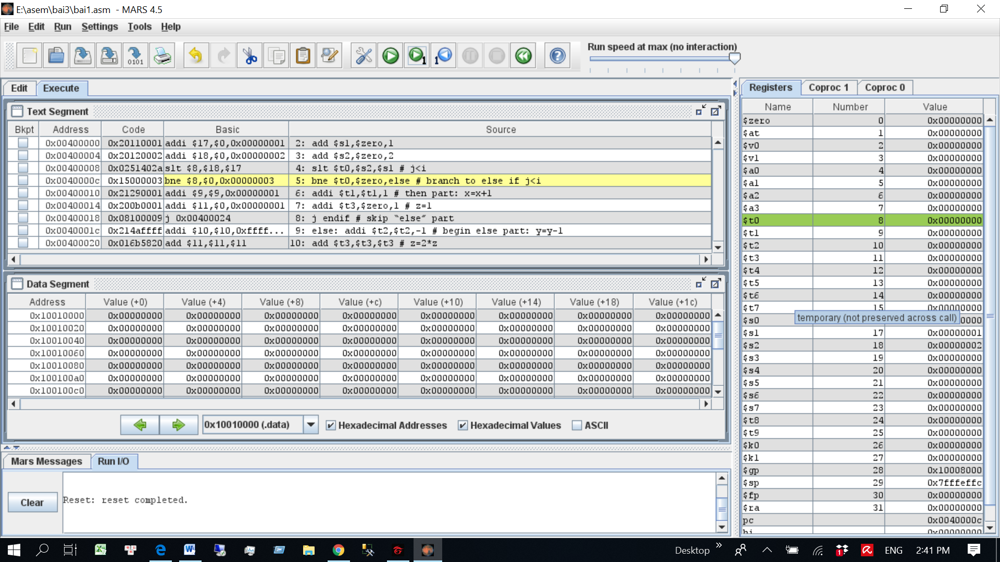 E:\asem\bai3\bai1.asm - MARS 4.5
File Edit Run Settings Tools Help
Run speed at max (no interaction)
Edit Execute
Registers Coproc 1 Coproc 0
Text Segment
Bkpt Address Code Basic Source
0x00400000 0x20110001 addi $17,$0,0x00000001 2: add $s1,$zero,1
0x00400004 0x20120002 addi $18,$0,0x00000002 3: add $s2,$zero,2
0x00400008 0x0251402a slt $8,$18,$17 4: slt $t0,$s2,$s1 # j<i
0x0040000c 0x15000003 bne $8,$0,0x00000003 5: bne $t0,$zero,else # branch to else if j<i
0x00400010 0x21290001 addi $9,$9,0x00000001 6: addi $t1,$t1,1 # then part: x=x+1
0x00400014 0x200b0001 addi $11,$0,0x00000001 7: addi $t3,$zero,1 # z=1
0x00400018 0x08100009 j 0x00400024 8: j endif # skip “else” part
0x0040001c 0x214affff addi $10,$10,0xffff... 9: else: addi $t2,$t2,-1 # begin else part: y=y-1
0x00400020 0x016b5820 add $11,$11,$11 10: add $t3,$t3,$t3 # z=2*z
Data Segment
Address Value (+0) Value (+4) Value (+8) Value (+c) Value (+10) Value (+14) Value (+18) Value (+1c)
0x10010000 0x00000000 0x00000000 0x00000000 0x00000000 0x00000000 0x00000000 0x00000000 0x00000000
0x10010020 0x00000000 0x00000000 0x00000000 0x00000000 0x00000000 0x00000000 0x00000000 0x00000000
0x10010040 0x00000000 0x00000000 0x00000000 0x00000000 0x00000000 0x00000000 0x00000000 0x00000000
0x10010060 0x00000000 0x00000000 0x00000000 0x00000000 0x00000000 0x00000000 0x00000000 0x00000000
0x10010080 0x00000000 0x00000000 0x00000000 0x00000000 0x00000000 0x00000000 0x00000000 0x00000000
0x100100a0 0x00000000 0x00000000 0x00000000 0x00000000 0x00000000 0x00000000 0x00000000 0x00000000
0x100100c0 0x00000000 0x00000000 0x00000000 0x00000000 0x00000000 0x00000000 0x00000000 0x00000000
0x10010000 (.data) Hexadecimal Addresses Hexadecimal Values ASCII
Mars Messages Run I/O
Clear
Reset: reset completed.
Name Number Value
$zero 0 0x00000000
$at 1 0x00000000
$v0 2 0x00000000
$v1 3 0x00000000
$a0 4 0x00000000
$a1 5 0x00000000
$a2 6 0x00000000
$a3 7 0x00000000
$t0 8 0x00000000
$t1 9 0x00000000
$t2 10 0x00000000
$t3 11 0x00000000
$t4 12 0x00000000
$t5 13 0x00000000
$t6 14 0x00000000
$t7 15 0x00000000
temporary (not preserved across call)
$s0 0000
$s1 17 0x00000001
$s2 18 0x00000002
$s3 19 0x00000000
$s4 20 0x00000000
$s5 21 0x00000000
$s6 22 0x00000000
$s7 23 0x00000000
$t8 24 0x00000000
$t9 25 0x00000000
$k0 26 0x00000000
$k1 27 0x00000000
$gp 28 0x10008000
$sp 29 0x7fffeffc
$fp 30 0x00000000
$ra 31 0x00000000
pc 0x0040000c
hi 0x00000000
Desktop ENG 2:41 PM